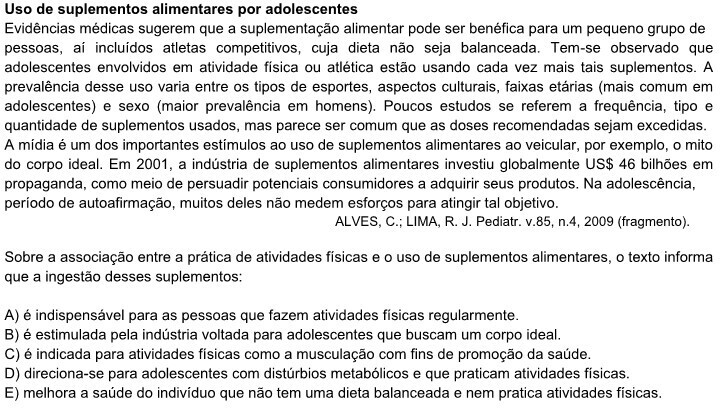 Uso de suplementos alimentares por adolescentes
Evidências médicas sugerem que a suplementação alimentar pode ser benéfica para um pequeno grupo de
pessoas, aí incluídos atletas competitivos, cuja dieta não seja balanceada. Tem-se observado que
adolescentes envolvidos em atividade física ou atlética estão usando cada vez mais tais suplementos. A
prevalência desse uso varia entre os tipos de esportes, aspectos culturais, faixas etárias (mais comum em
adolescentes) e sexo (maior prevalência em homens). Poucos estudos se referem a frequência, tipo e
quantidade de suplementos usados, mas parece ser comum que as doses recomendadas sejam excedidas.
A mídia é um dos importantes estímulos ao uso de suplementos alimentares ao veicular, por exemplo, o mito
do corpo ideal. Em 2001, a indústria de suplementos alimentares investiu globalmente US$ 46 bilhões em
propaganda, como meio de persuadir potenciais consumidores a adquirir seus produtos. Na adolescência,
período de autoafirmação, muitos deles não medem esforços para atingir tal objetivo.
ALVES, C.; LIMA, R. J. Pediatr. v.85, n.4, 2009 (fragmento).
Sobre a associação entre a prática de atividades físicas e o uso de suplementos alimentares, o texto informa
que a ingestão desses suplementos:
A) é indispensável para as pessoas que fazem atividades físicas regularmente.
B) é estimulada pela indústria voltada para adolescentes que buscam um corpo ideal.
C) é indicada para atividades físicas como a musculação com fins de promoção da saúde.
D) direciona-se para adolescentes com distúrbios metabólicos e que praticam atividades físicas.
E) melhora a saúde do indivíduo que não tem uma dieta balanceada e nem pratica atividades físicas.